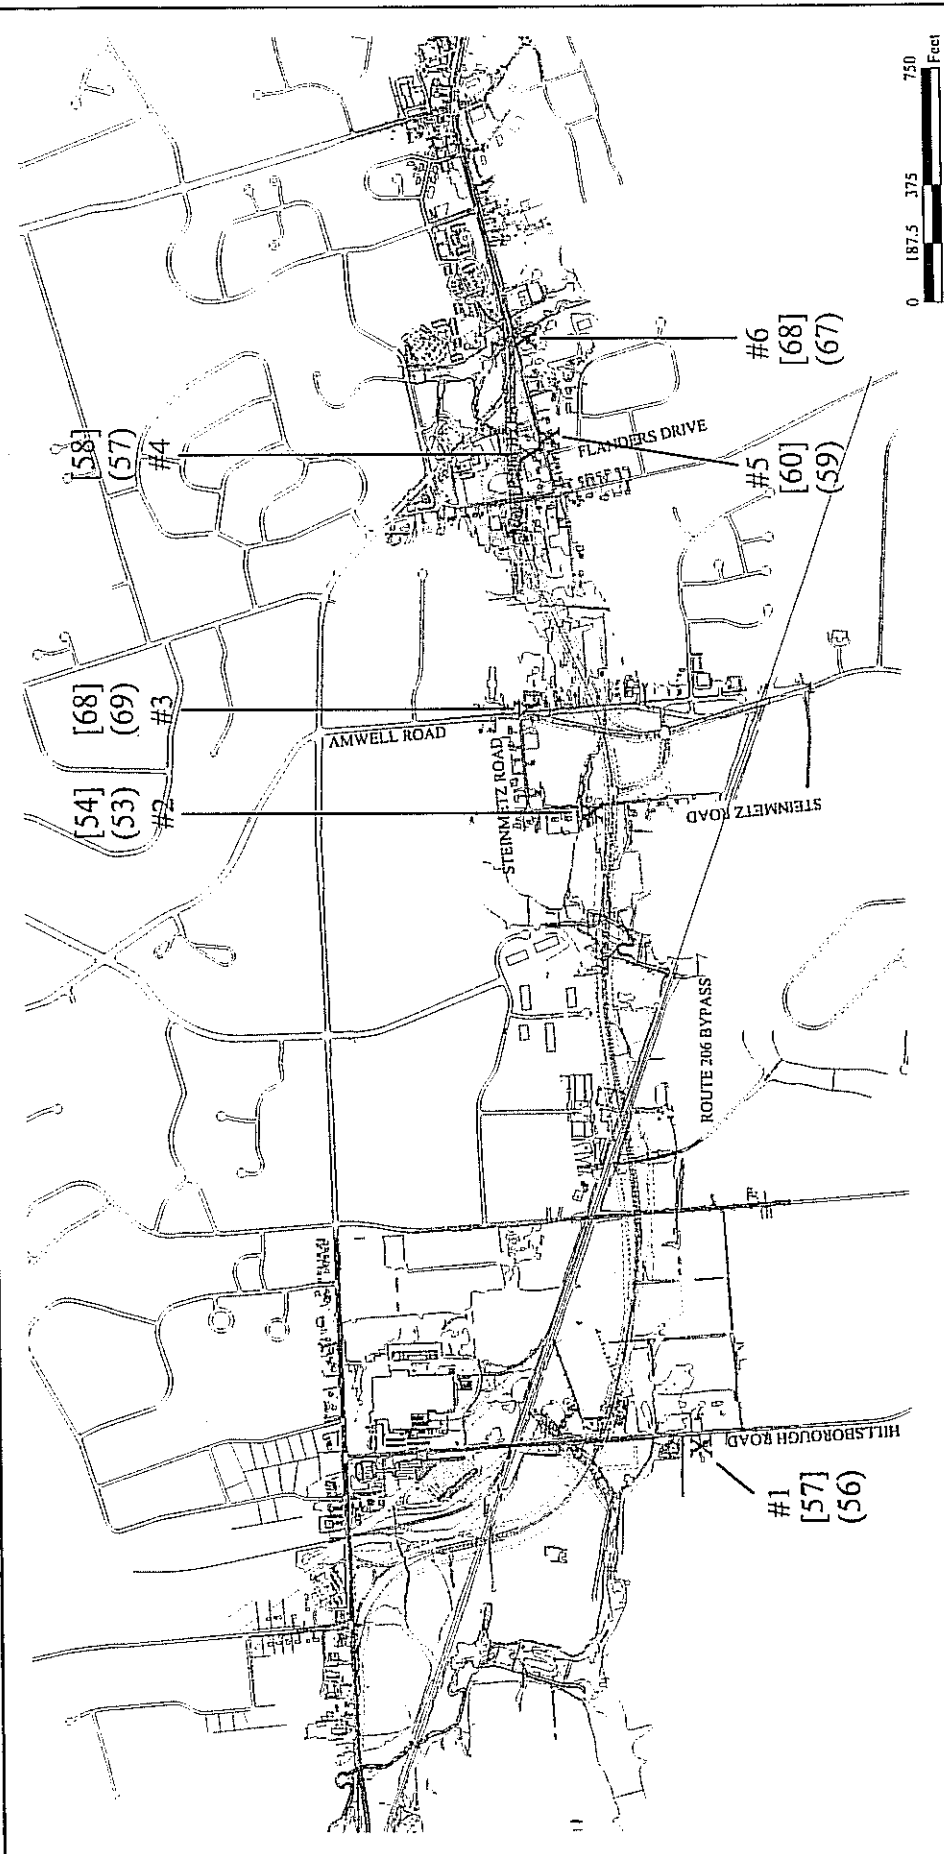 [58]
(57)
#4
[68]
(69)
#3
[54]
(53)
#2
AMWELL ROAD
STEINMETZ ROAD
FLANDERS DRIVE
#6
[68]
(67)
#5
[60]
(59)
STEINMETZ ROAD
ROUTE 206 BYPASS
HILLSBOROUGH ROAD
#1
[57]
(56)
0 187.5 375 750
Feet